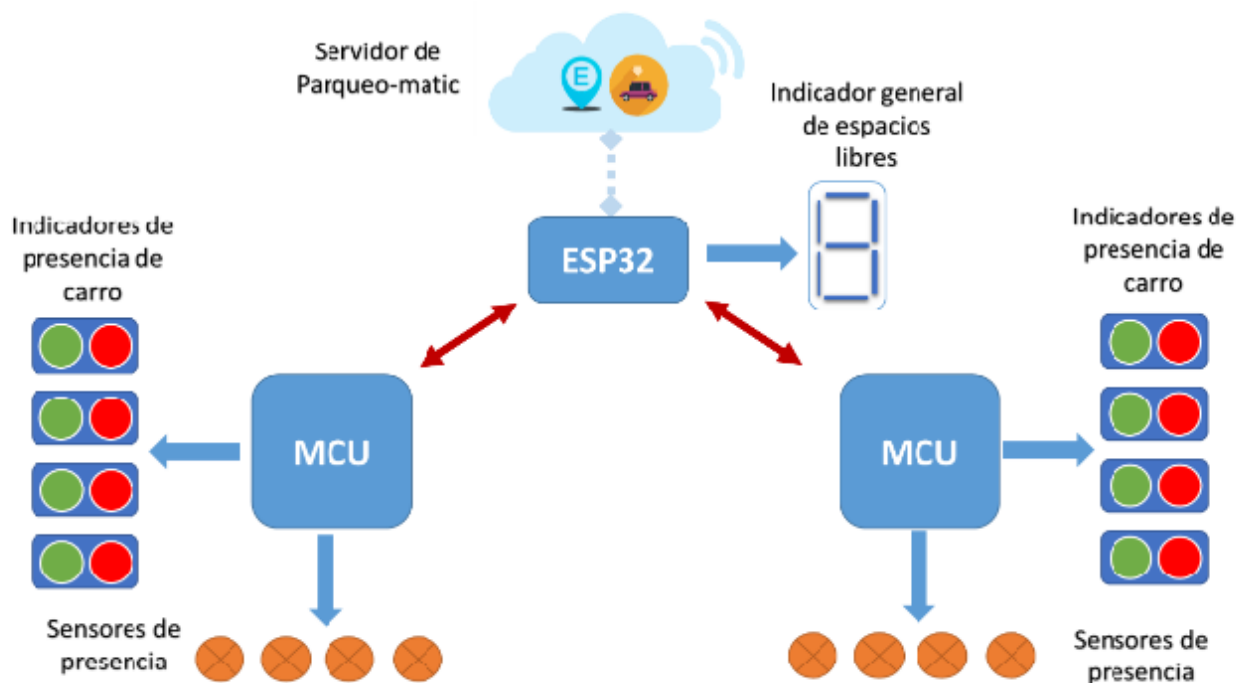 Servidor de
Parqueo-matic
E
Indicador general
de espacios
libres
ESP32
Indicadores de
presencia de
carro
Indicadores de
presencia de
carro
MCU
MCU
Sensores de
presencia
Sensores de
presencia